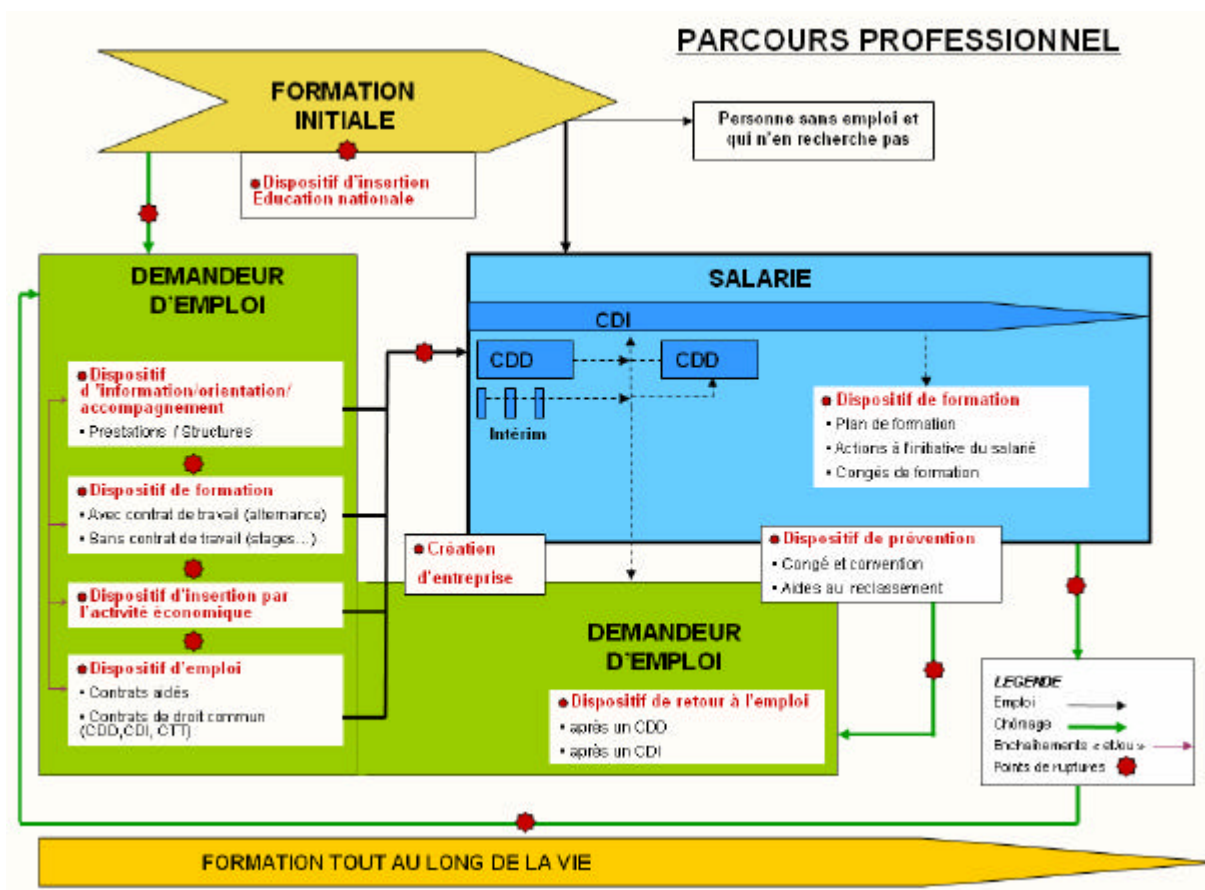 PARCOURS PROFESSIONNEL
FORMATION
INITIALE
Personne sans emploi et
qui n'en recherche pas
Dispositif d'insertion
Education nationale
DEMANDEUR
D'EMPLOI
Dispositif
d 'information/orientation/
accompagnement
• Prestations / Structures
Dispositif de formation
• Avec contrat de travail (alternance)
• Sans contrat de travail (stages...)
Dispositif d'insertion par
l'activité économique
Dispositif d'emploi
• Contrats aidés
• Contrats de droit commun
(CDD,CDI, CTT)
SALARIE
CDI
CDD
CDD
Intérim
Dispositif de formation
• Plan de formation
• Actions à l'initiative du salarié
• Congés de formation
Création
d'entreprise
Dispositif de prévention
• Congé et convention
• Aides au reclassement
DEMANDEUR
D'EMPLOI
Dispositif de retour à l'emploi
• après un CDD
• après un CDI
LEGENDE
Emploi
Chômage
Enchaînements « et/ou »
Points de ruptures
FORMATION TOUT AU LONG DE LA VIE